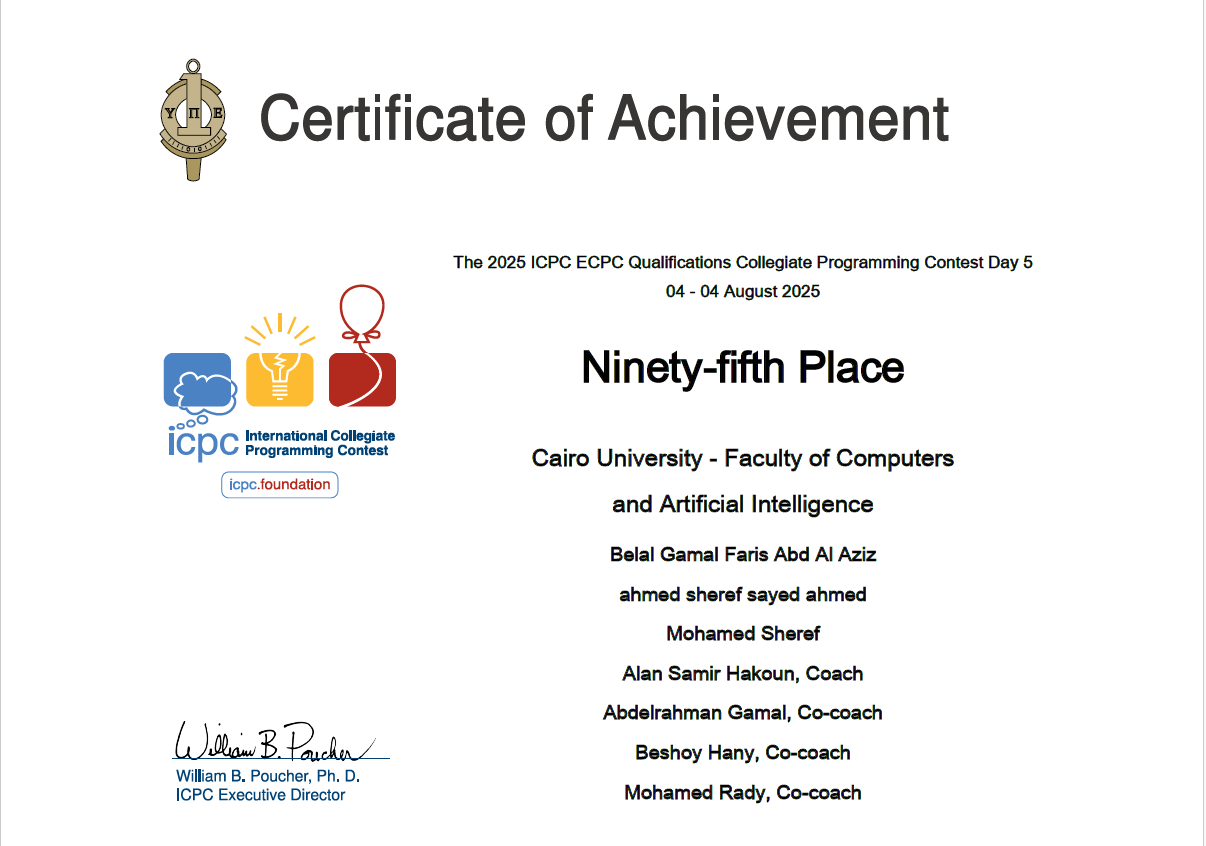 Υ Π Ε
Certificate of Achievement
The 2025 ICPC ECPC Qualifications Collegiate Programming Contest Day 5
04 - 04 August 2025
Ninety-fifth Place
icpc International Collegiate
Programming Contest
icpc.foundation
Cairo University - Faculty of Computers
and Artificial Intelligence
Belal Gamal Faris Abd Al Aziz
ahmed sheref sayed ahmed
Mohamed Sheref
Alan Samir Hakoun, Coach
Abdelrahman Gamal, Co-coach
Beshoy Hany, Co-coach
Mohamed Rady, Co-coach
William B. Poucher
William B. Poucher, Ph. D.
ICPC Executive Director